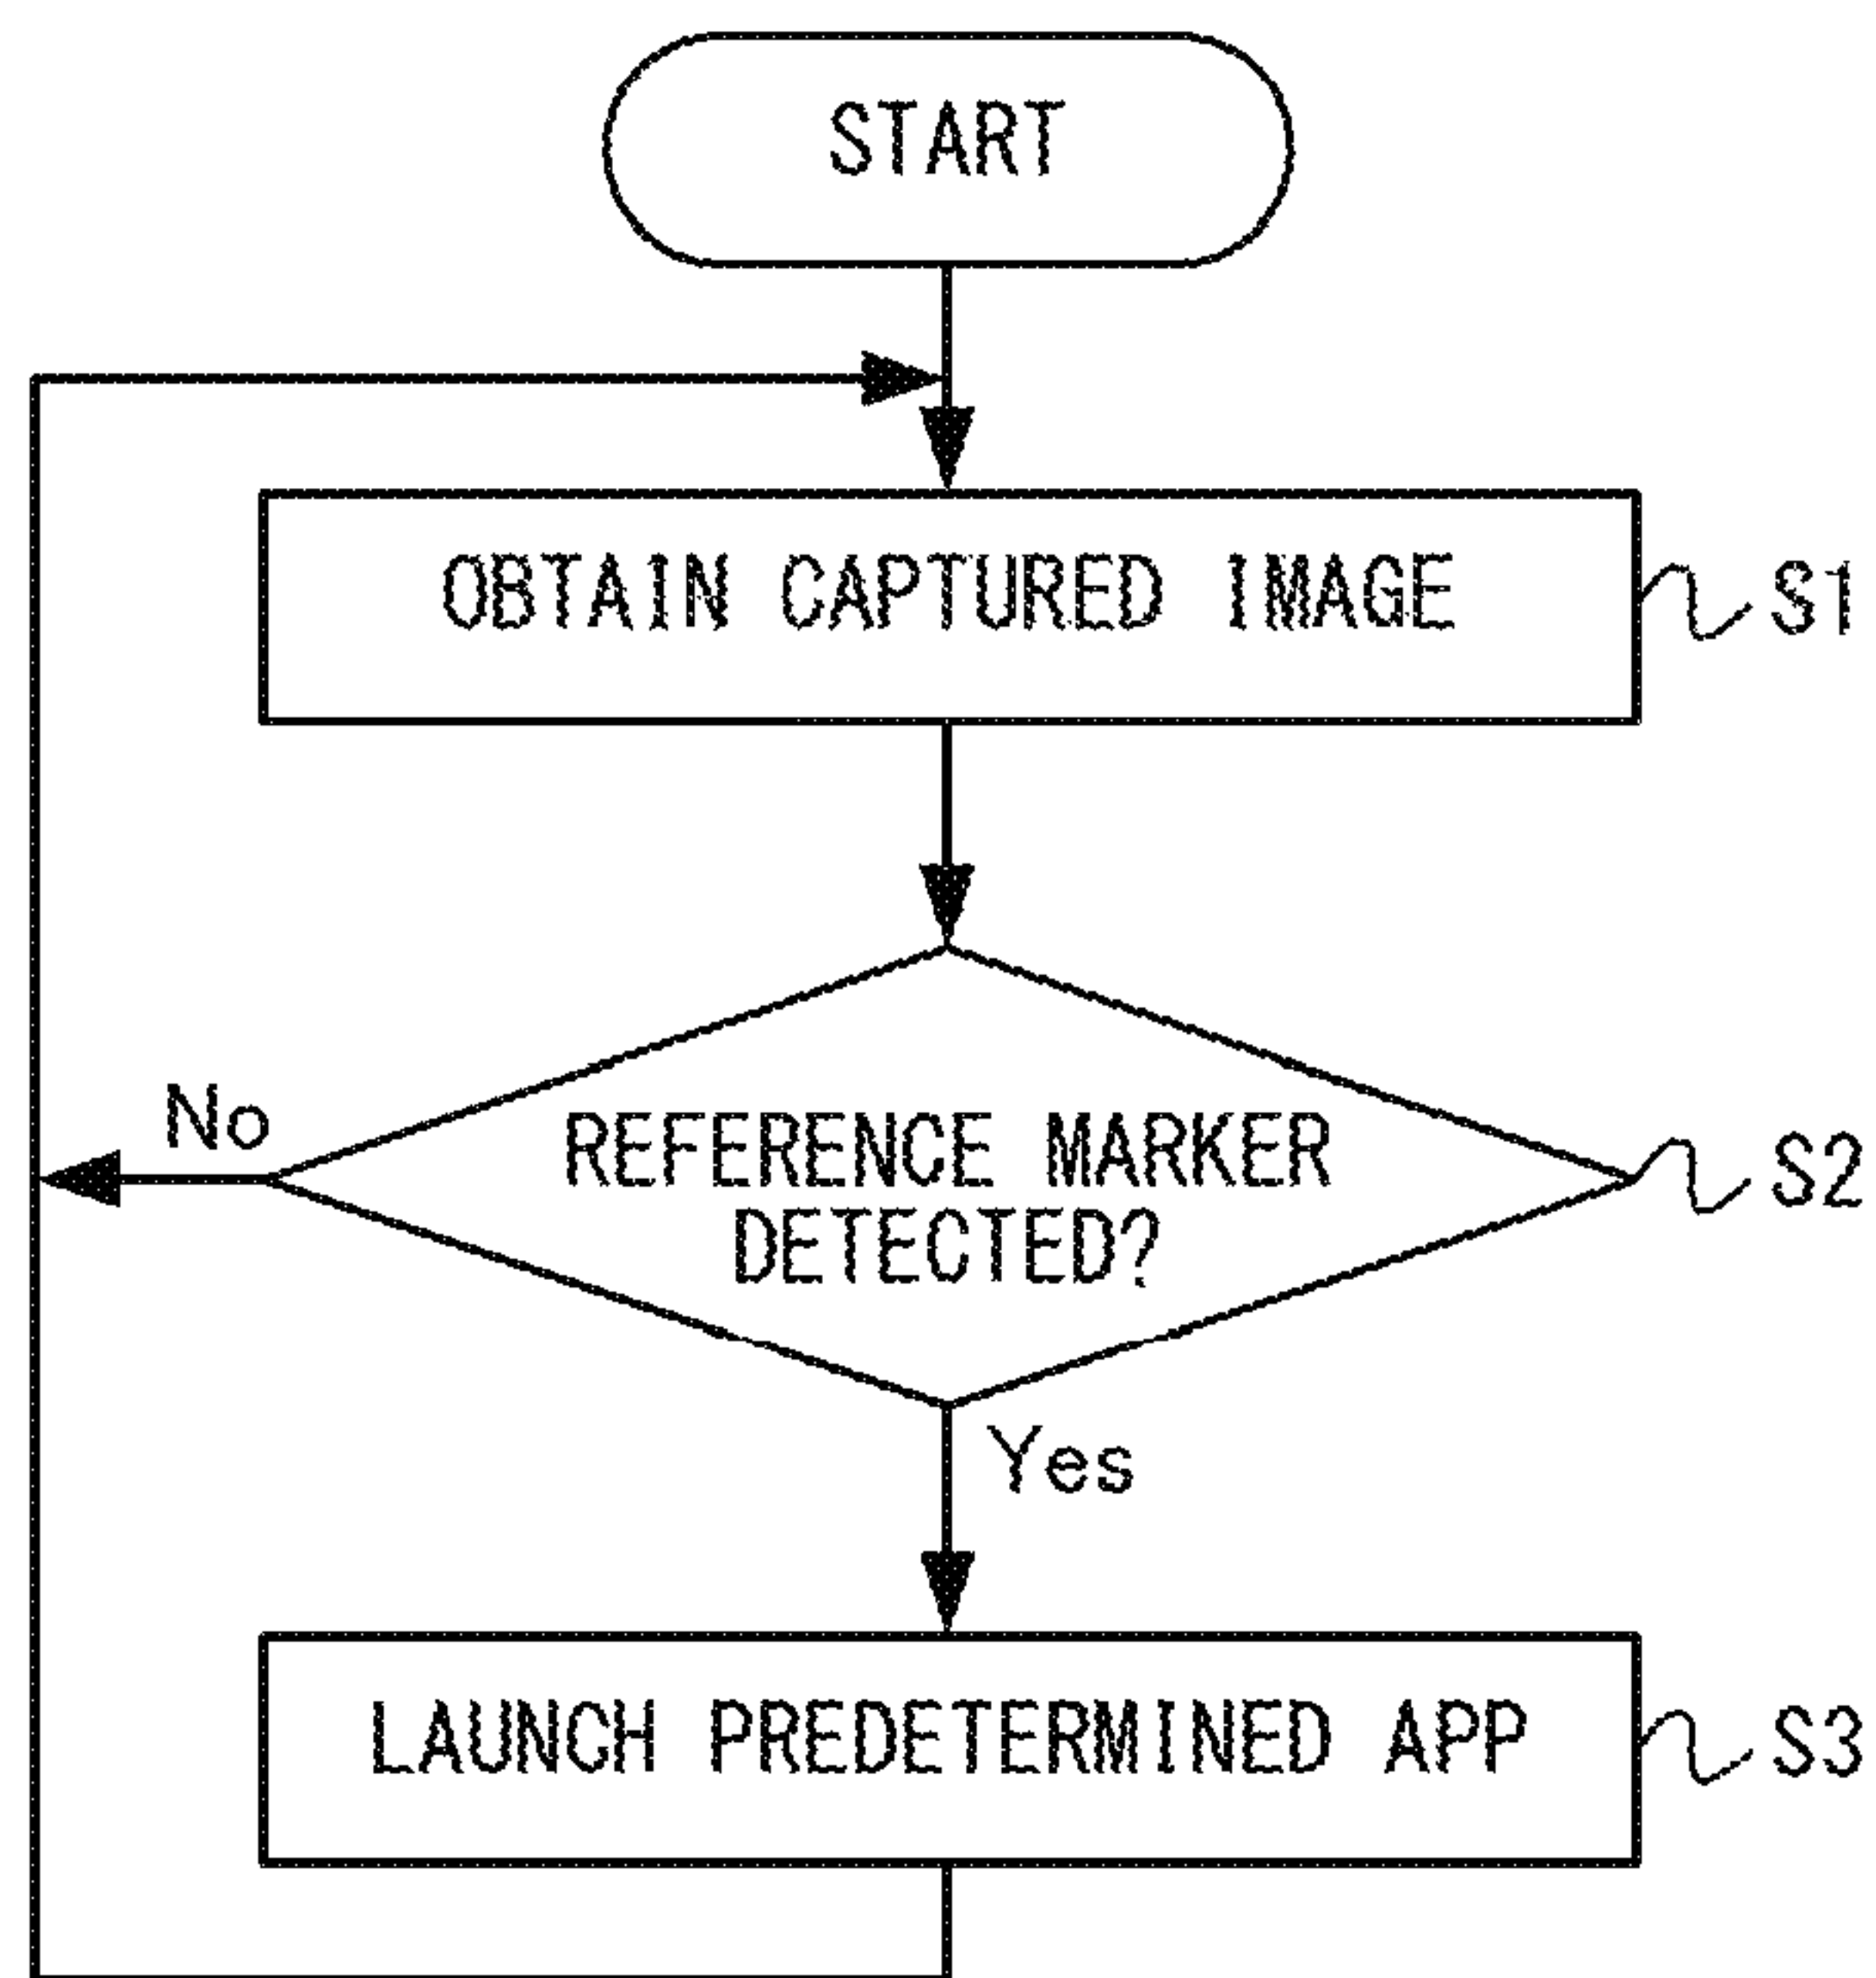 START
OBTAIN CAPTURED IMAGE
S1
No
REFERENCE MARKER
DETECTED?
S2
Yes
LAUNCH PREDETERMINED APP
S3